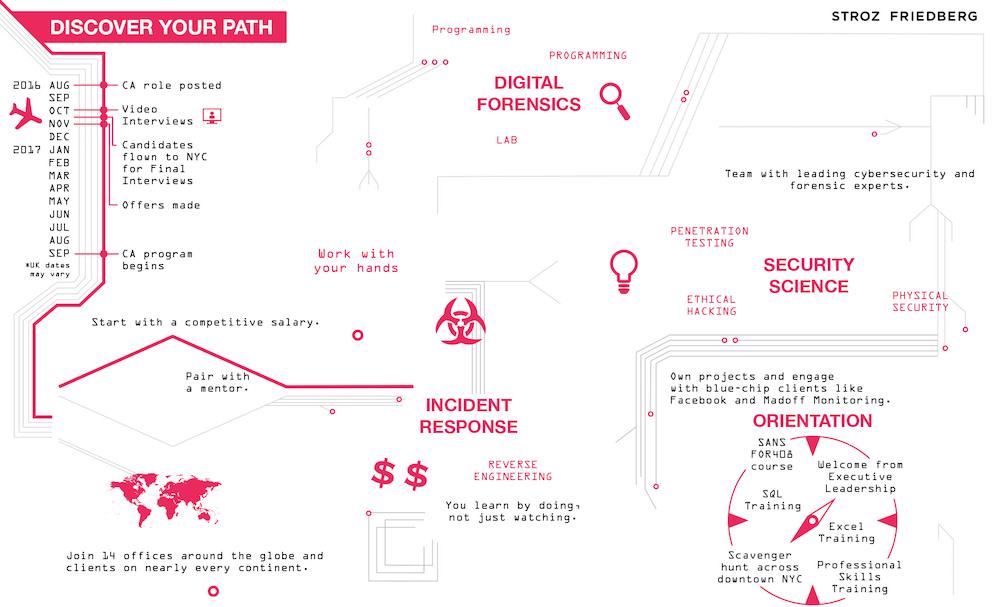 DISCOVER YOUR PATH
STROZ FRIEDBERG
2016 AUG
SEP
OCT
NOV
DEC
2017 JAN
FEB
MAR
APR
MAY
JUN
JUL
AUG
SEP
*UK dates
may vary
CA role posted
Video
Interviews
Candidates
flown to NYC
for Final
Interviews
Offers made
CA program
begins
Programming
PROGRAMMING
DIGITAL
FORENSICS
LAB
Team with leading cybersecurity and
forensic experts.
Work with
your hands
PENETRATION
TESTING
SECURITY
SCIENCE
ETHICAL
HACKING
PHYSICAL
SECURITY
Start with a competitive salary.
Pair with
a mentor.
Own projects and engage
with blue-chip clients like
Facebook and Madoff Monitoring.
INCIDENT
RESPONSE
$$
REVERSE
ENGINEERING
You learn by doing,
not just watching.
Join 14 offices around the globe and
clients on nearly every continent.
ORIENTATION
SANS
FOR408
course
Welcome from
Executive
Leadership
SQL
Training
Excel
Training
Scavenger
hunt across
downtown NYC
Professional
Skills
Training